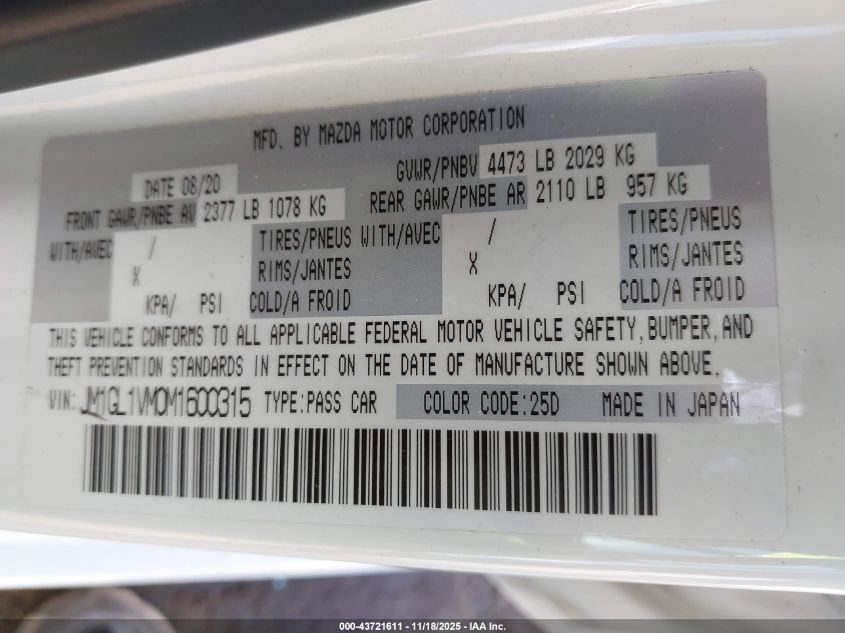 MFD. BY MAZDA MOTOR CORPORATION
DATE 08/20 GVWR/PNBV 4473 LB 2029 KG
FRONT GAWR/PNBE AV 2377 LB 1078 KG REAR GAWR/PNBE AR 2110 LB 957 KG
WITH/AVEC / TIRES/PNEUS WITH/AVEC / TIRES/PNEUS
X RIMS/JANTES X RIMS/JANTES
KPA/ PSI COLD/A FROID KPA/ PSI COLD/A FROID
THIS VEHICLE CONFORMS TO ALL APPLICABLE FEDERAL MOTOR VEHICLE SAFETY, BUMPER, AND
THEFT PREVENTION STANDARDS IN EFFECT ON THE DATE OF MANUFACTURE SHOWN ABOVE.
VIN: JM1GL1VM0M1600315 TYPE:PASS CAR COLOR CODE:25D MADE IN JAPAN
000-43721611 - 11/18/2025 - IAA Inc.